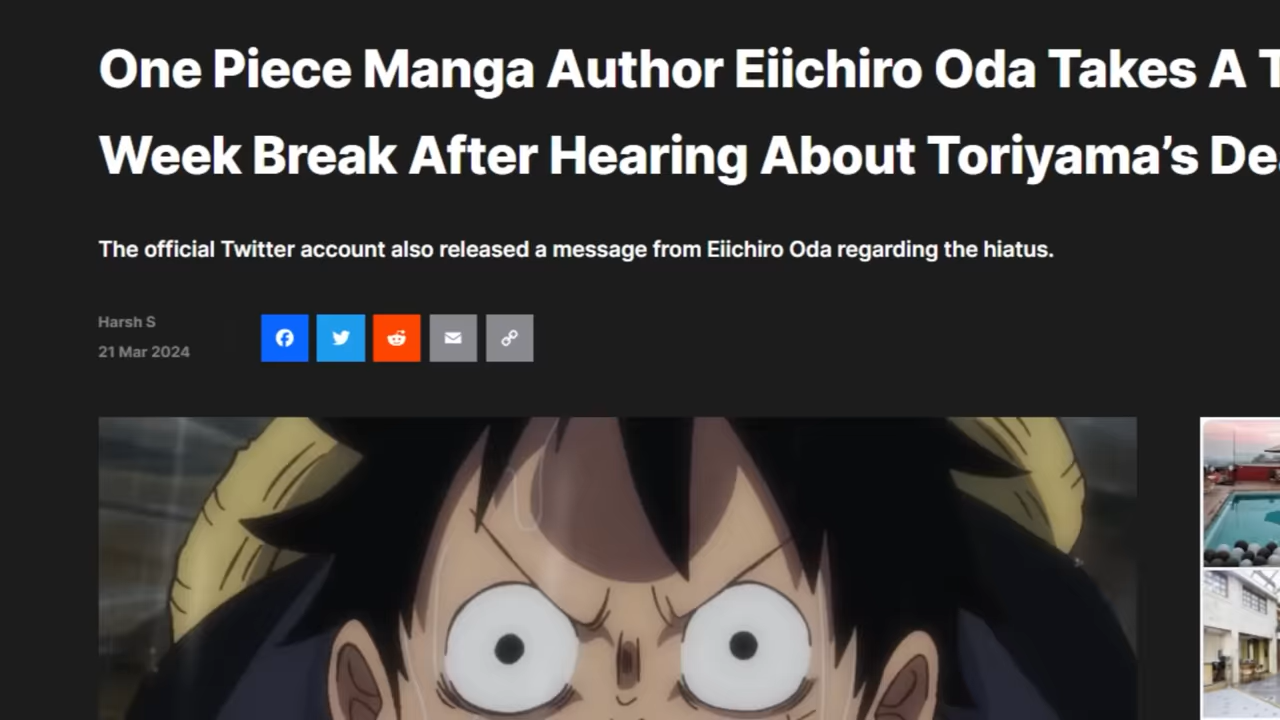 One Piece Manga Author Eiichiro Oda Takes A T
Week Break After Hearing About Toriyama’s De
The official Twitter account also released a message from Eiichiro Oda regarding the hiatus.
Harsh S
21 Mar 2024